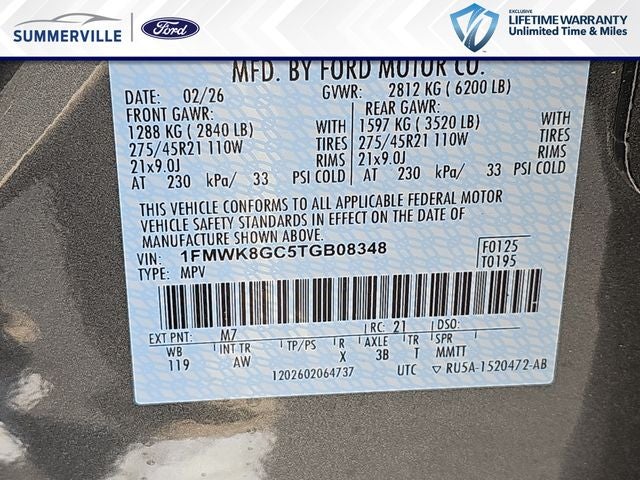 SUMMERVILLE Ford
EXCLUSIVE
LIFETIME WARRANTY
Unlimited Time & Miles
MFD. BY FORD MOTOR CO.
DATE: 02/26 GVWR: 2812 KG ( 6200 LB)
FRONT GAWR: REAR GAWR:
1288 KG ( 2840 LB) WITH 1597 KG ( 3520 LB) WITH
275/45R21 110W TIRES 275/45R21 110W TIRES
21x9.0J RIMS 21x9.0J RIMS
AT 230 kPa/ 33 PSI COLD AT 230 kPa/ 33 PSI COLD
THIS VEHICLE CONFORMS TO ALL APPLICABLE FEDERAL MOTOR
VEHICLE SAFETY STANDARDS IN EFFECT ON THE DATE OF
MANUFACTURE SHOWN ABOVE.
VIN: 1FMWK8GC5TGB08348 F0125
TYPE: MPV T0195
EXT PNT: M7 RC: 21 DSO:
WB INT TR TP/PS R AXLE TR SPR
119 AW X 3B T MMTT
1202602064737 UTC ▽ RU5A-1520472-AB